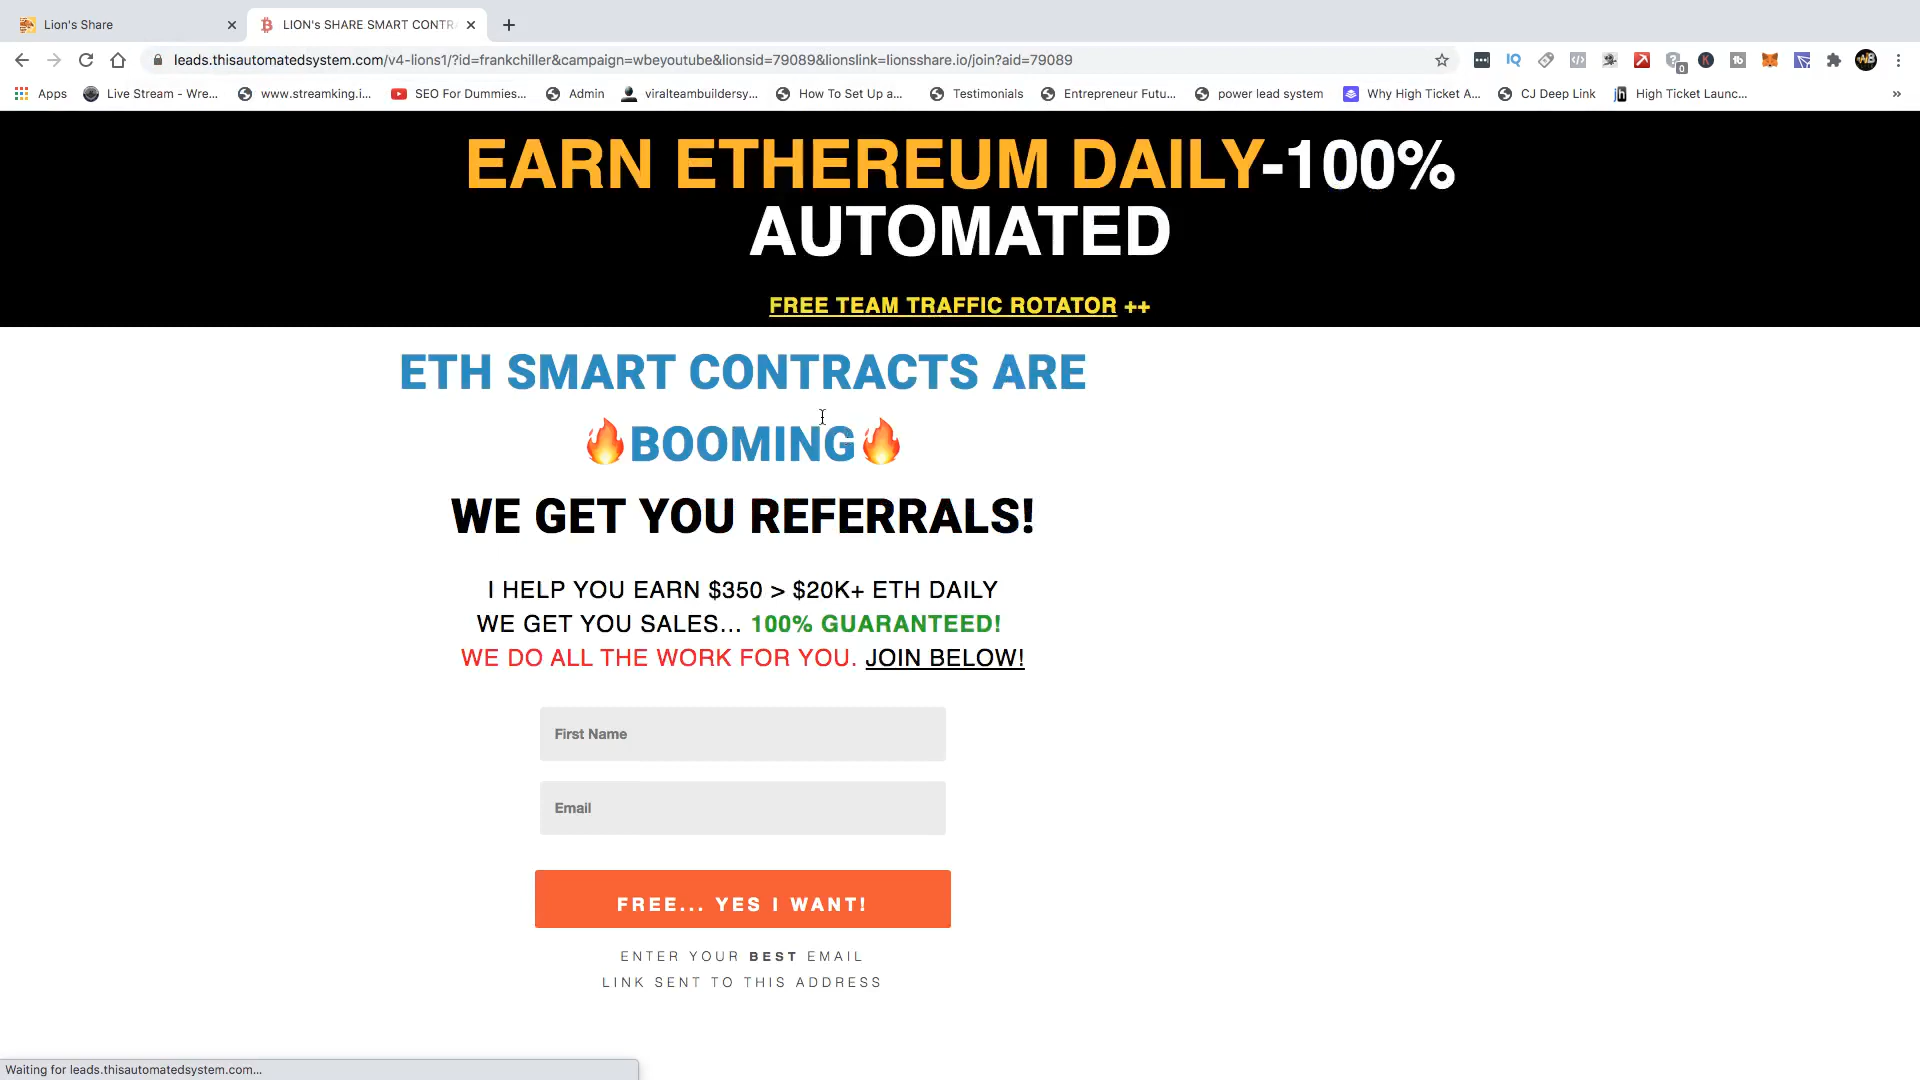 Lion's Share
LION's SHARE SMART CONTR
leads.thisautomatedsystem.com/v4-lions1/?id=frankchiller&campaign=wbeyoutube&lionsid=79089&lionslink=lionsshare.io/join?aid=79089
Apps Live Stream - Wre... www.streamking.i... SEO For Dummies... Admin viralteambuildersy... How To Set Up a... Testimonials Entrepreneur Futu... power lead system Why High Ticket A... CJ Deep Link High Ticket Launc...
EARN ETHEREUM DAILY-100%
AUTOMATED
FREE TEAM TRAFFIC ROTATOR ++
ETH SMART CONTRACTS ARE
🔥BOOMING🔥
WE GET YOU REFERRALS!
I HELP YOU EARN $350 > $20K+ ETH DAILY
WE GET YOU SALES... 100% GUARANTEED!
WE DO ALL THE WORK FOR YOU. JOIN BELOW!
First Name
Email
FREE... YES I WANT!
ENTER YOUR BEST EMAIL
LINK SENT TO THIS ADDRESS
Waiting for leads.thisautomatedsystem.com...